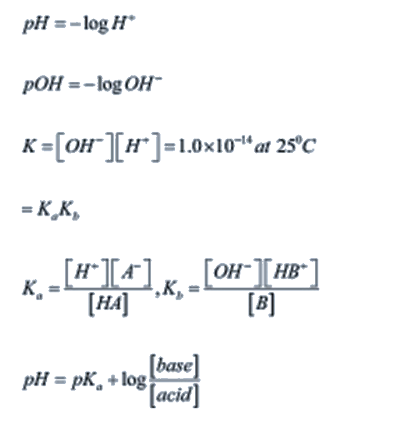 pH = −log H⁺
pOH = −log OH⁻
K = [OH⁻][H⁺] = 1.0×10⁻¹⁴ at 25⁰C
= KₐK_b
Kₐ = [H⁺][A⁻] / [HA] , K_b = [OH⁻][HB⁺] / [B]
pH = pKₐ + log [base] / [acid]